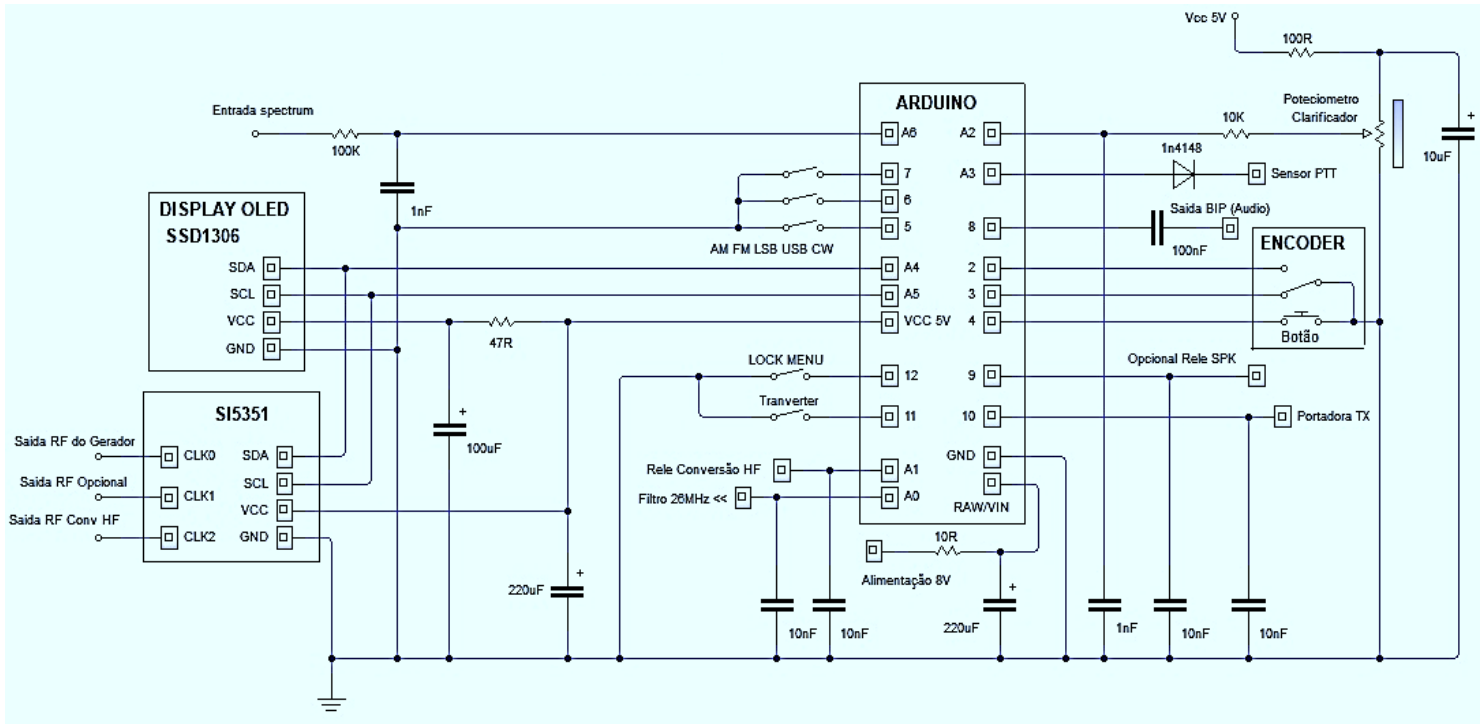 Vcc 5V
100R
ARDUINO
Entrada spectrum
100K
A6
A2
10K
Poteciometro
Clarificador
+
10uF
1nF
7
A3
1n4148
Sensor PTT
6
DISPLAY OLED
SSD1306
5
AM FM LSB USB CW
8
Saida BIP (Audio)
100nF
ENCODER
SDA
A4
2
SCL
A5
3
VCC
47R
VCC 5V
4
Botão
GND
LOCK MENU
12
9
Opcional Rele SPK
Tranverter
11
10
Portadora TX
SI5351
+
100uF
Saida RF do Gerador
CLK0
SDA
GND
Rele Conversão HF
A1
Saida RF Opcional
CLK1
SCL
Filtro 26MHz <<
A0
RAW/VIN
VCC
Saida RF Conv HF
CLK2
GND
10R
Alimentação 8V
+
220uF
+
220uF
10nF
10nF
1nF
10nF
10nF